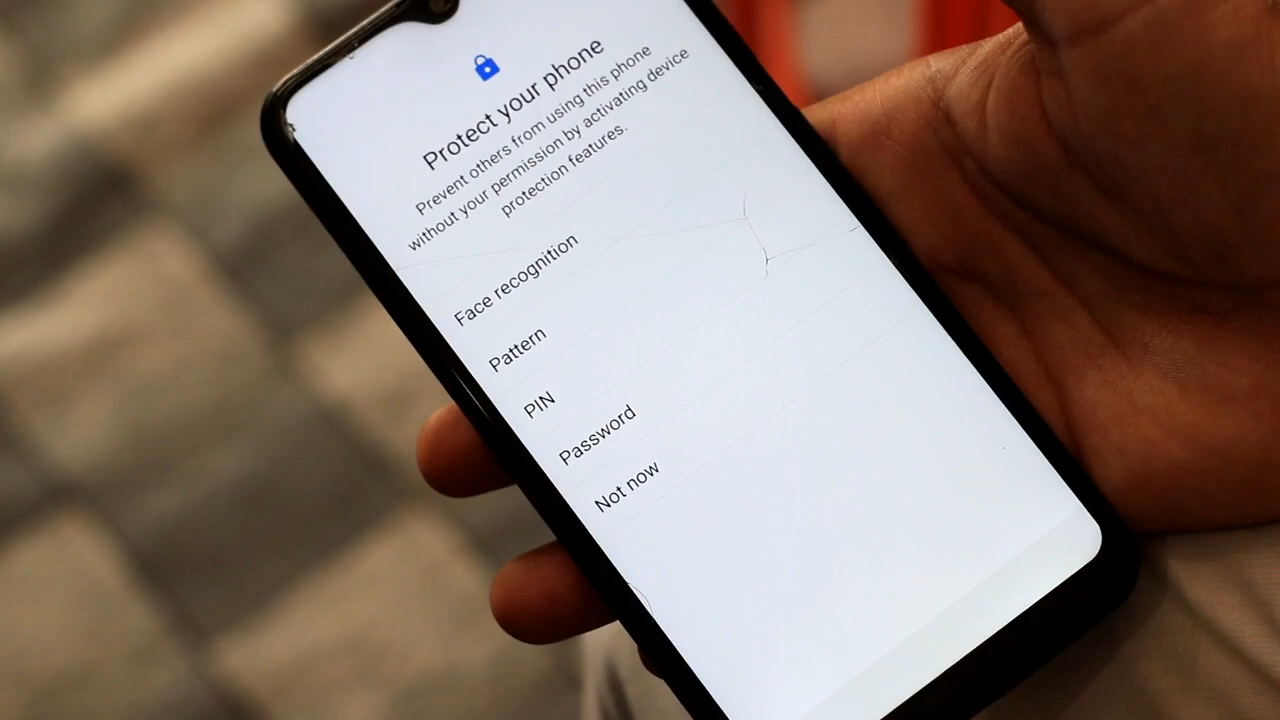 Protect your phone
Prevent others from using this phone
without your permission by activating device
protection features.
Face recognition
Pattern
PIN
Password
Not now